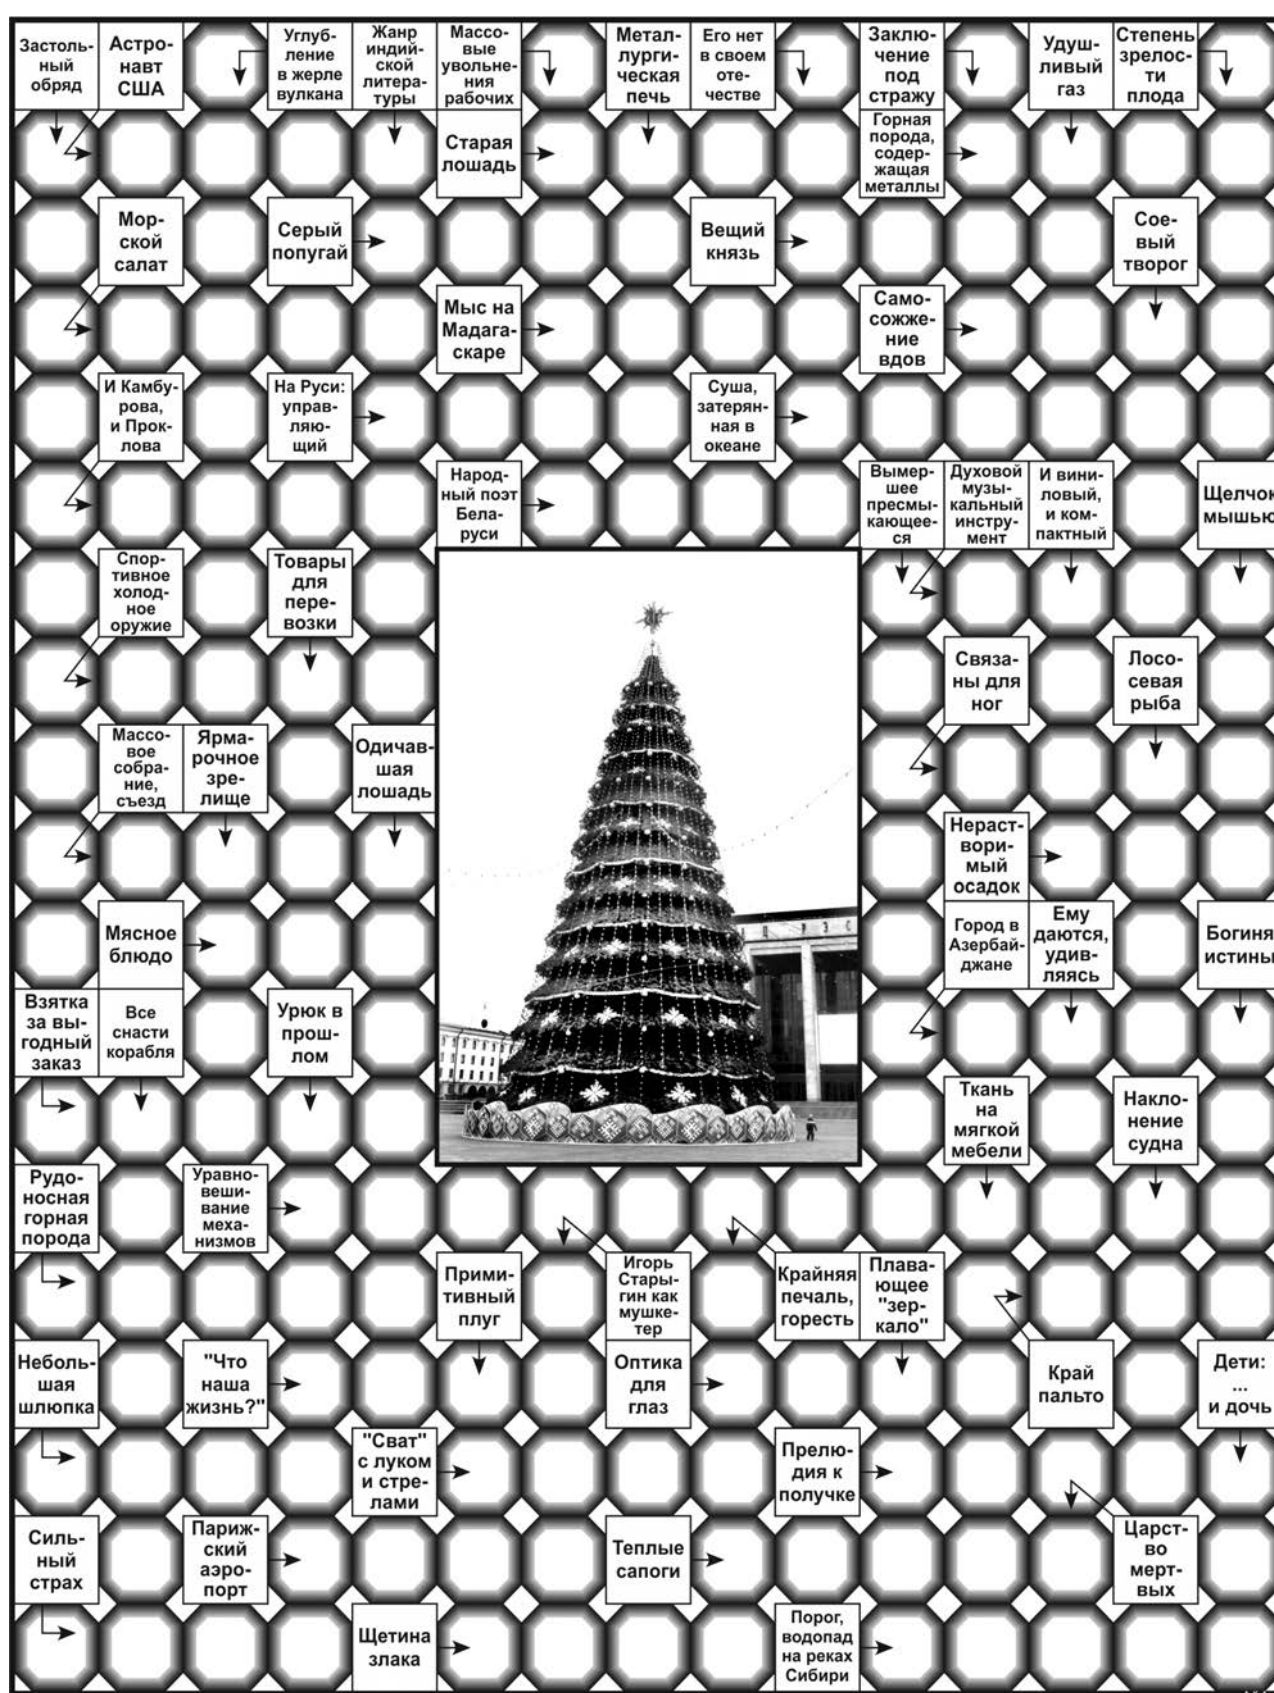 Застоль-
ный
обряд
Астро-
навт
США
Углуб-
ление
в жерле
вулкана
Жанр
индий-
ской
литера-
туры
Массо-
вые
увольне-
ния
рабочих
Метал-
лурги-
ческая
печь
Его нет
в своем
оте-
честве
Заклю-
чение
под
стражу
Удуш-
ливый
газ
Степень
зрелос-
ти
плода
Старая
лошадь
Горная
порода,
содер-
жащая
металлы
Мор-
ской
салат
Серый
попугай
Вещий
князь
Сое-
вый
творог
Мыс на
Мадага-
скаре
Само-
сожже-
ние
вдов
И Камбу-
рова,
и Прок-
лова
На Руси:
управ-
ляю-
щий
Суша,
затерян-
ная в
океане
Народ-
ный поэт
Бела-
руси
Вымер-
шее
пресмы-
кающее-
ся
Духовой
музы-
кальный
инстру-
мент
И вини-
ловый,
и ком-
пактный
Щелчок
мышью
Спор-
тивное
холод-
ное
оружие
Товары
для
пере-
возки
Связа-
ны для
ног
Лосо-
севая
рыба
Массо-
вое
собра-
ние,
съезд
Ярма-
рочное
зре-
лище
Одичав-
шая
лошадь
Нераст-
вори-
мый
осадок
Мясное
блюдо
Город в
Азербай-
джане
Ему
даются,
удив-
ляясь
Богиня
истины
Взятка
за вы-
годный
заказ
Все
снасти
корабля
Урюк в
прош-
лом
Ткань
на
мягкой
мебели
Накло-
нение
судна
Рудо-
носная
горная
порода
Уравно-
веши-
вание
меха-
низмов
Прими-
тивный
плуг
Игорь
Стары-
гин как
мушке-
тер
Крайняя
печаль,
горесть
Плава-
ющее
"зер-
кало"
Неболь-
шая
шлюпка
"Что
наша
жизнь?"
Оптика
для
глаз
Край
пальто
Дети:
...
и дочь
"Сват"
с луком
и стре-
лами
Прелю-
дия к
получке
Силь-
ный
страх
Париж-
ский
аэро-
порт
Теплые
сапоги
Царст-
во
мерт-
вых
Щетина
злака
Порог,
водопад
на реках
Сибири